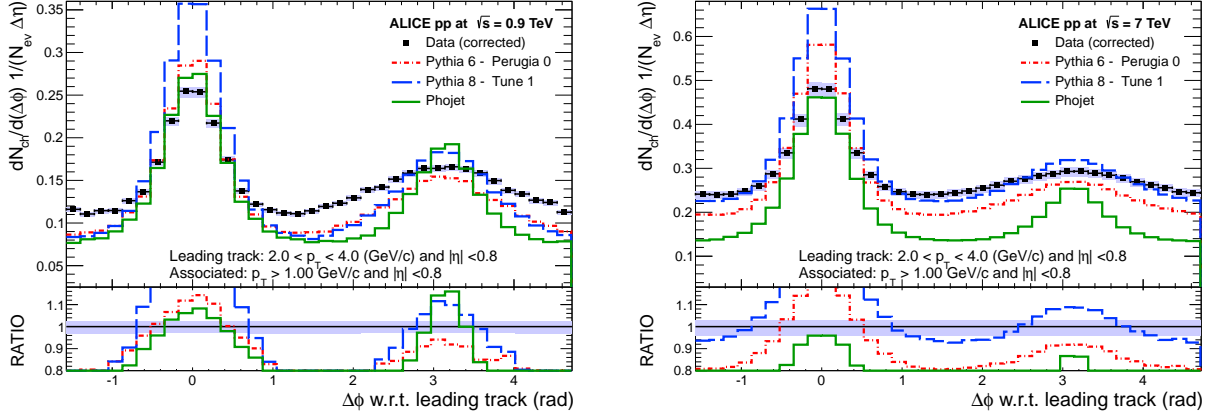 dN_ch/d(Δϕ) 1/(N_ev Δη)
0.35
0.3
0.25
0.2
0.15
0.1
0.05
ALICE pp at √s = 0.9 TeV
Data (corrected)
Pythia 6 - Perugia 0
Pythia 8 - Tune 1
Phojet
Leading track: 2.0 < p_T < 4.0 (GeV/c) and |η| <0.8
Associated: p_T > 1.00 GeV/c and |η| <0.8
RATIO
1.1
1
0.9
0.8
-1 0 1 2 3 4
Δϕ w.r.t. leading track (rad)
dN_ch/d(Δϕ) 1/(N_ev Δη)
0.6
0.5
0.4
0.3
0.2
0.1
ALICE pp at √s = 7 TeV
Data (corrected)
Pythia 6 - Perugia 0
Pythia 8 - Tune 1
Phojet
Leading track: 2.0 < p_T < 4.0 (GeV/c) and |η| <0.8
Associated: p_T > 1.00 GeV/c and |η| <0.8
RATIO
1.1
1
0.9
0.8
-1 0 1 2 3 4
Δϕ w.r.t. leading track (rad)